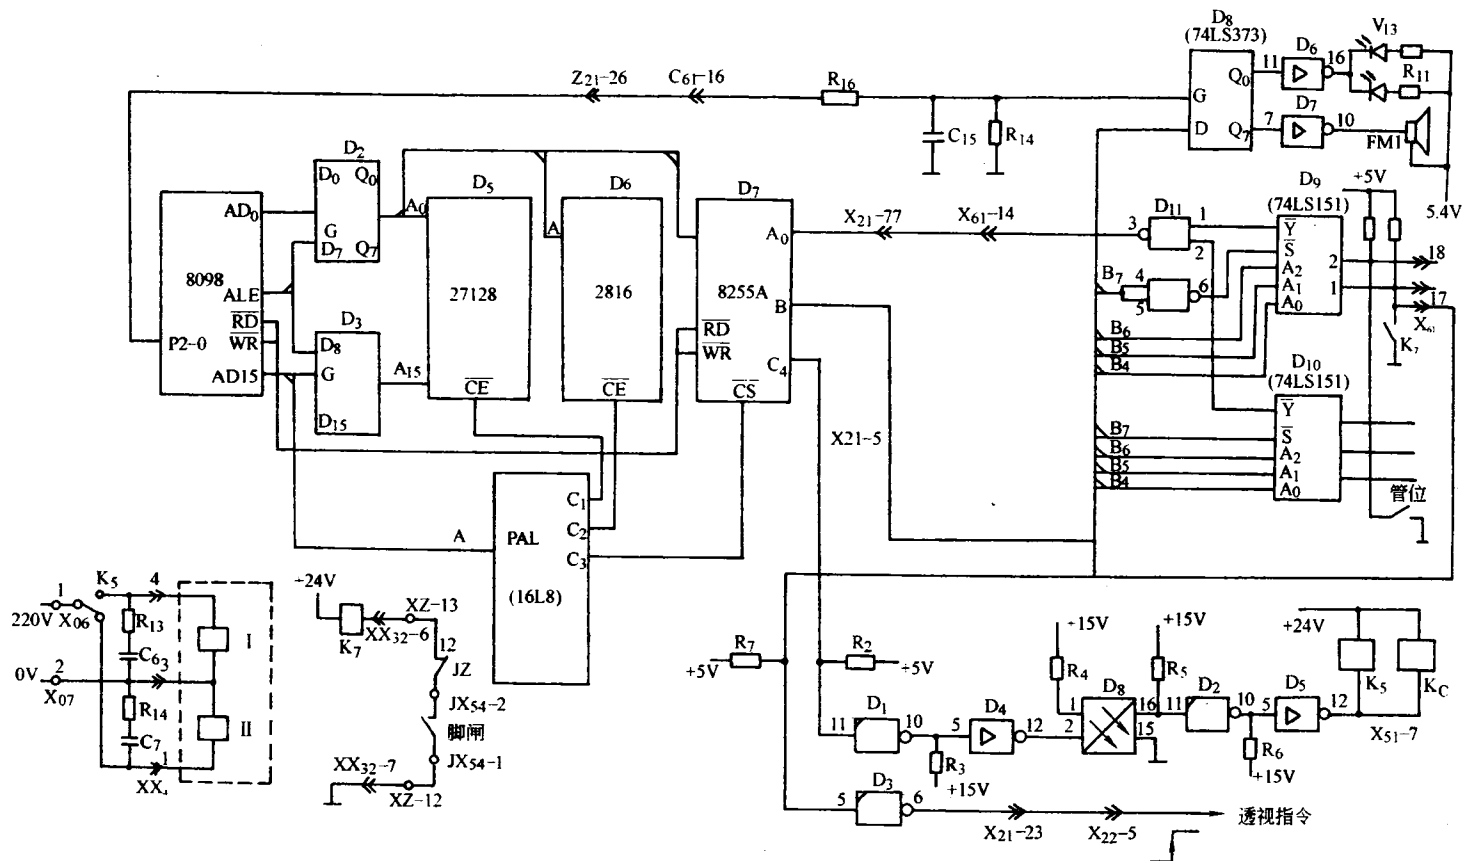 D8
(74LS373)
V13
D6
11
16
Z21-26
C61-16
R16
Q0
R11
G
D7
D
Q7
7
10
FM1
C15
R14
D2
D0
Q0
G
D7
Q7
D5
D6
D7
+5V
5.4V
D9
(74LS151)
AD0
A0
A
A0
X21-77
X61-14
3
D11
1
2
Y
S
A2
A1
A0
2
1
18
17
X61
8098
ALE
RD
WR
P2-0
AD15
27128
2816
8255A
B
B7
4
5
6
D3
D8
G
D15
A15
RD
WR
C4
B6
B5
B4
K7
CE
CE
CS
D10
(74LS151)
Y
S
A2
A1
A0
X21-5
B7
B6
B5
B4
管位
PAL
(16L8)
C1
C2
C3
A
K5
4
1
220V
X06
R13
C6
3
I
2
0V
X07
R14
C7
1
II
XX4
+24V
K7
XZ-13
XX32-6
12
JZ
JX54-2
脚闸
JX54-1
XX32-7
XZ-12
+5V
R7
R2
+5V
+15V
R4
+15V
R5
+24V
K5
KC
D1
11
10
D4
5
12
D8
1
2
16
15
D2
11
10
D5
5
12
X51-7
R3
+15V
R6
+15V
D3
5
6
X21-23
X22-5
透视指令